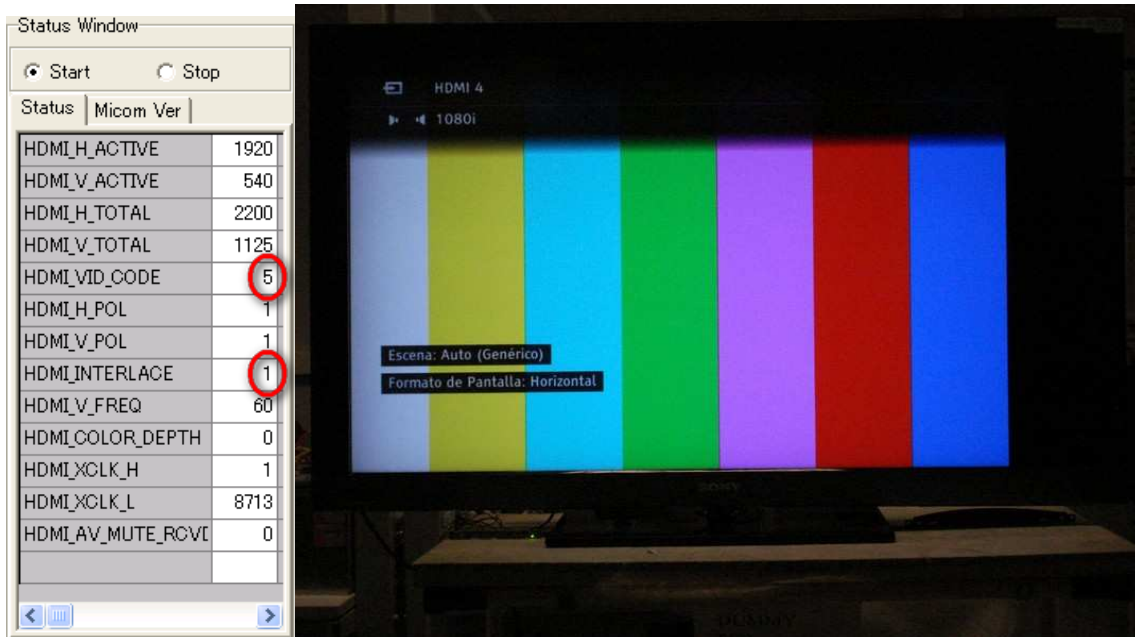 Status Window
Start Stop
Status Micom Ver
HDMI_H_ACTIVE 1920
HDMI_V_ACTIVE 540
HDMI_H_TOTAL 2200
HDMI_V_TOTAL 1125
HDMI_VID_CODE 5
HDMI_H_POL 1
HDMI_V_POL 1
HDMI_INTERLACE 1
HDMI_V_FREQ 60
HDMI_COLOR_DEPTH 0
HDMI_XCLK_H 1
HDMI_XCLK_L 8713
HDMI_AV_MUTE_RCVD 0
HDMI 4
1080i
Escena: Auto (Genérico)
Formato de Pantalla: Horizontal
SONY
DUMMY